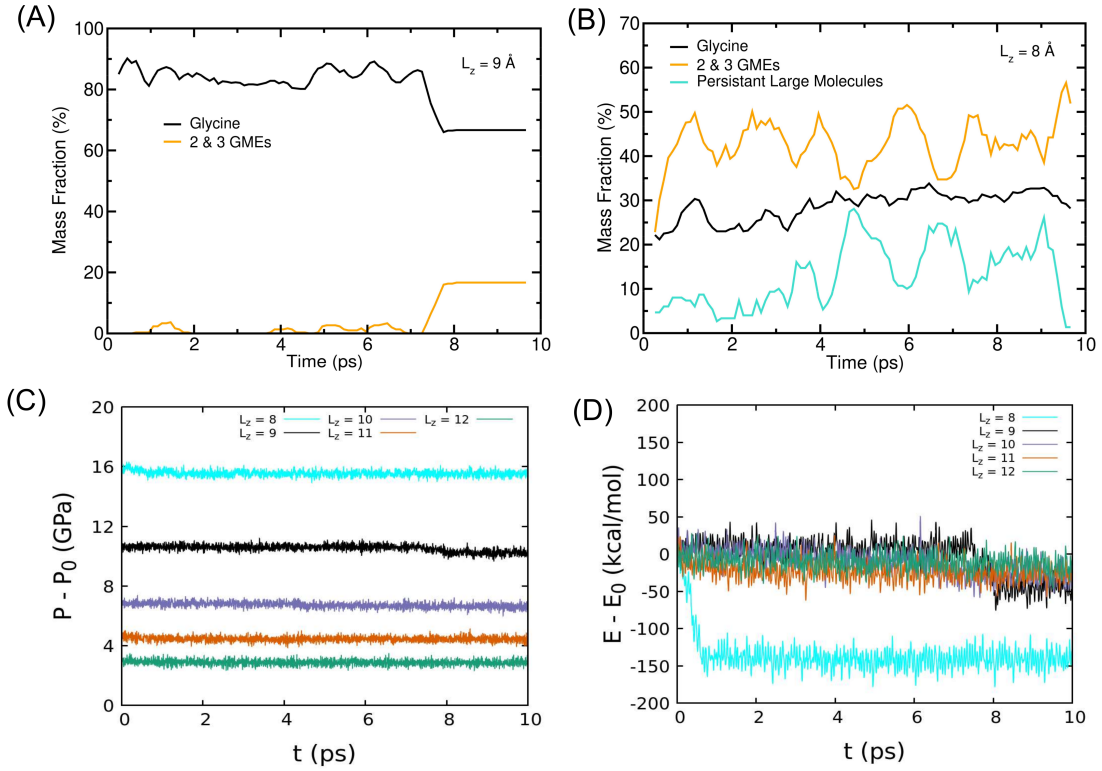 (A)
100
80
60
40
20
0
Mass Fraction (%)
L_z = 9 Å
Glycine
2 & 3 GMEs
0 2 4 6 8 10
Time (ps)
(B)
70
60
50
40
30
20
10
0
Mass Fraction (%)
Glycine
2 & 3 GMEs
Persistant Large Molecules
L_z = 8 Å
0 2 4 6 8 10
Time (ps)
(C)
20
16
12
8
4
0
P - P_0 (GPa)
L_z = 8 L_z = 10 L_z = 12
L_z = 9 L_z = 11
0 2 4 6 8 10
t (ps)
(D)
200
150
100
50
0
-50
-100
-150
-200
E - E_0 (kcal/mol)
L_z = 8
L_z = 9
L_z = 10
L_z = 11
L_z = 12
0 2 4 6 8 10
t (ps)